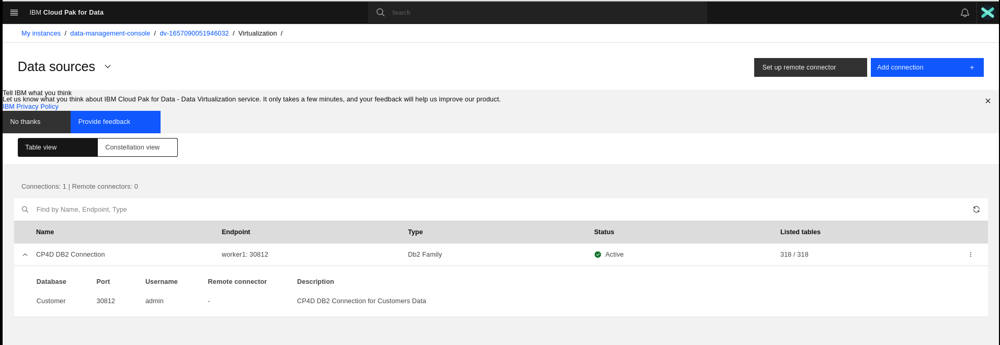 IBM Cloud Pak for Data
Search
My instances / data-management-console / dv-1657090051946032 / Virtualization /
Data sources
Set up remote connector
Add connection +
Tell IBM what you think
Let us know what you think about IBM Cloud Pak for Data - Data Virtualization service. It only takes a few minutes, and your feedback will help us improve our product.
IBM Privacy Policy
No thanks
Provide feedback
Table view
Constellation view
Connections: 1 | Remote connectors: 0
Find by Name, Endpoint, Type
Name Endpoint Type Status Listed tables
CP4D DB2 Connection worker1: 30812 Db2 Family Active 318 / 318
Database Port Username Remote connector Description
Customer 30812 admin - CP4D DB2 Connection for Customers Data